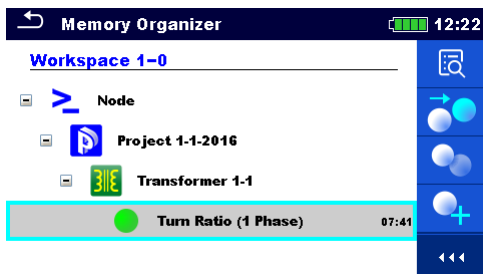 Memory Organizer
12:22
Workspace 1-0
Node
Project 1-1-2016
Transformer 1-1
Turn Ratio (1 Phase) 07:41